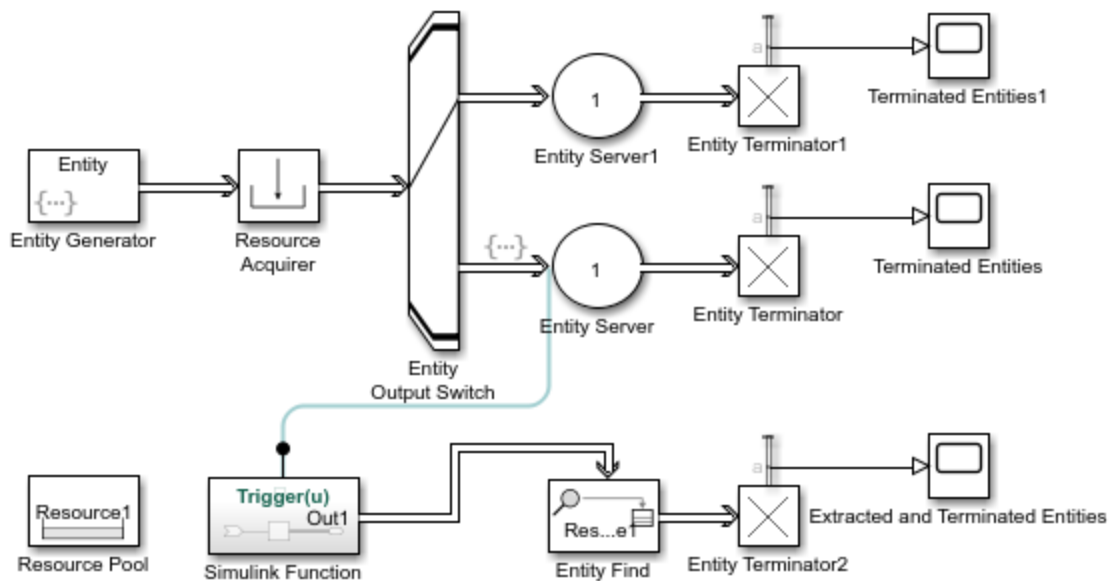 a
Terminated Entities1
1
Entity Server1
Entity Terminator1
Entity
{...}
Entity Generator
Resource
Acquirer
a
{...}
1
Terminated Entities
Entity Server
Entity Terminator
Entity
Output Switch
a
Resource1
Resource Pool
Trigger(u)
Out1
Simulink Function
Res...e1
Entity Find
Extracted and Terminated Entities
Entity Terminator2